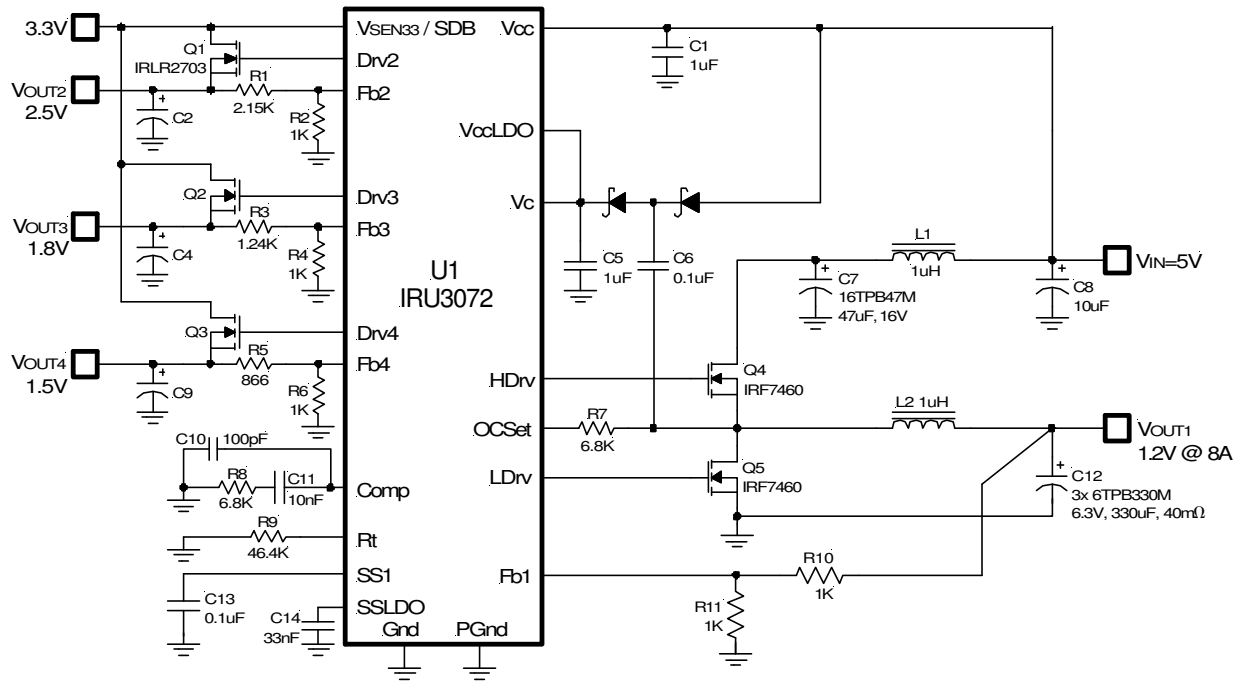 3.3V
VOUT2
2.5V
VOUT3
1.8V
VOUT4
1.5V
Q1
IRLR2703
R1
2.15K
C2
R2
1K
Q2
R3
1.24K
C4
R4
1K
Q3
R5
866
C9
R6
1K
C10
100pF
R8
6.8K
C11
10nF
R9
46.4K
C13
0.1uF
C14
33nF
VSEN33 / SDB
Drv2
Fb2
Drv3
Fb3
Drv4
Fb4
Comp
Rt
SS1
SSLDO
Gnd
PGnd
U1
IRU3072
Vcc
VccLDO
Vc
HDrv
OCSet
LDrv
Fb1
C1
1uF
C5
1uF
C6
0.1uF
C7
16TPB47M
47uF, 16V
L1
1uH
C8
10uF
VIN=5V
Q4
IRF7460
R7
6.8K
L2 1uH
Q5
IRF7460
VOUT1
1.2V @ 8A
C12
3x 6TPB330M
6.3V, 330uF, 40mΩ
R10
1K
R11
1K